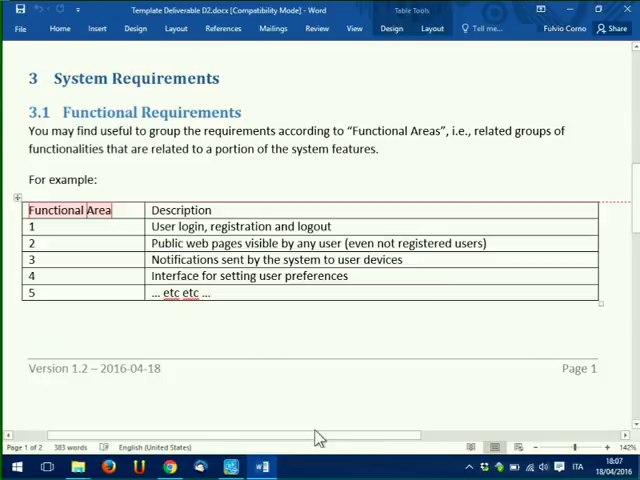 Template Deliverable D2.docx [Compatibility Mode] - Word
Table Tools
File Home Insert Design Layout References Mailings Review View Design Layout Tell me... Fulvio Corno Share
3 System Requirements
3.1 Functional Requirements
You may find useful to group the requirements according to “Functional Areas”, i.e., related groups of
functionalities that are related to a portion of the system features.
For example:
Functional Area Description
1 User login, registration and logout
2 Public web pages visible by any user (even not registered users)
3 Notifications sent by the system to user devices
4 Interface for setting user preferences
5 ... etc etc ...
Version 1.2 – 2016-04-18 Page 1
Page 1 of 2 383 words English (United States) 142%
ITA 18:07
18/04/2016